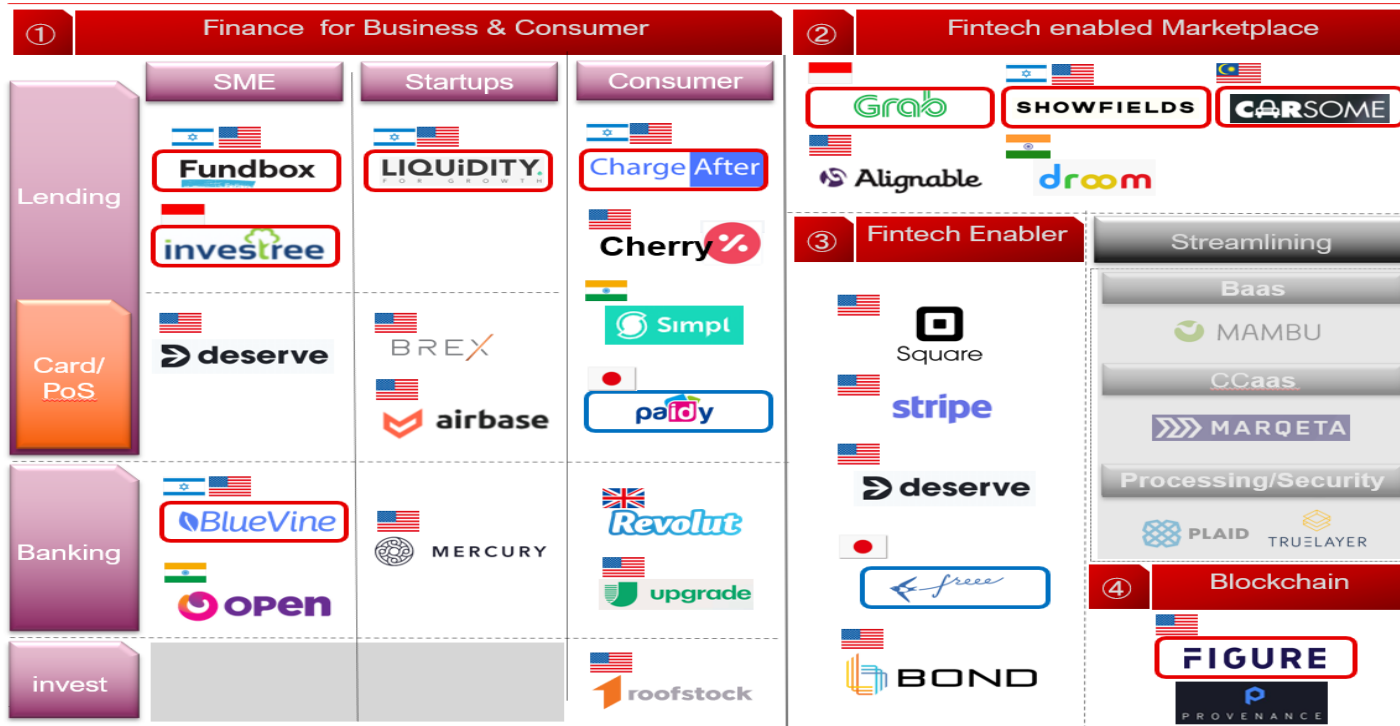 ① Finance for Business & Consumer
SME
Startups
Consumer
Lending
Fundbox
LIQUiDITY.
FOR GROWTH
ChargeAfter
investree
Cherry %
Simpl
Card/
PoS
deserve
BREX
airbase
paidy
Banking
BlueVine
MERCURY
Revolut
OPEN
upgrade
invest
roofstock
② Fintech enabled Marketplace
Grab
SHOWFIELDS
CARSOME
Alignable
droom
③ Fintech Enabler
Square
stripe
deserve
freee
BOND
Streamlining
Baas
MAMBU
CCaas
MARQETA
Processing/Security
PLAID
TRUELAYER
④ Blockchain
FIGURE
PROVENANCE